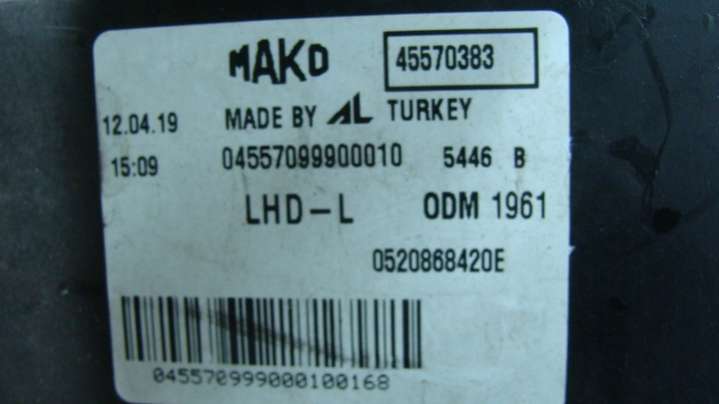 MAKO 45570383
12.04.19 MADE BY AL TURKEY
15:09 04557099900010 5446 B
LHD-L ODM 1961
0520868420E
045570999000100168